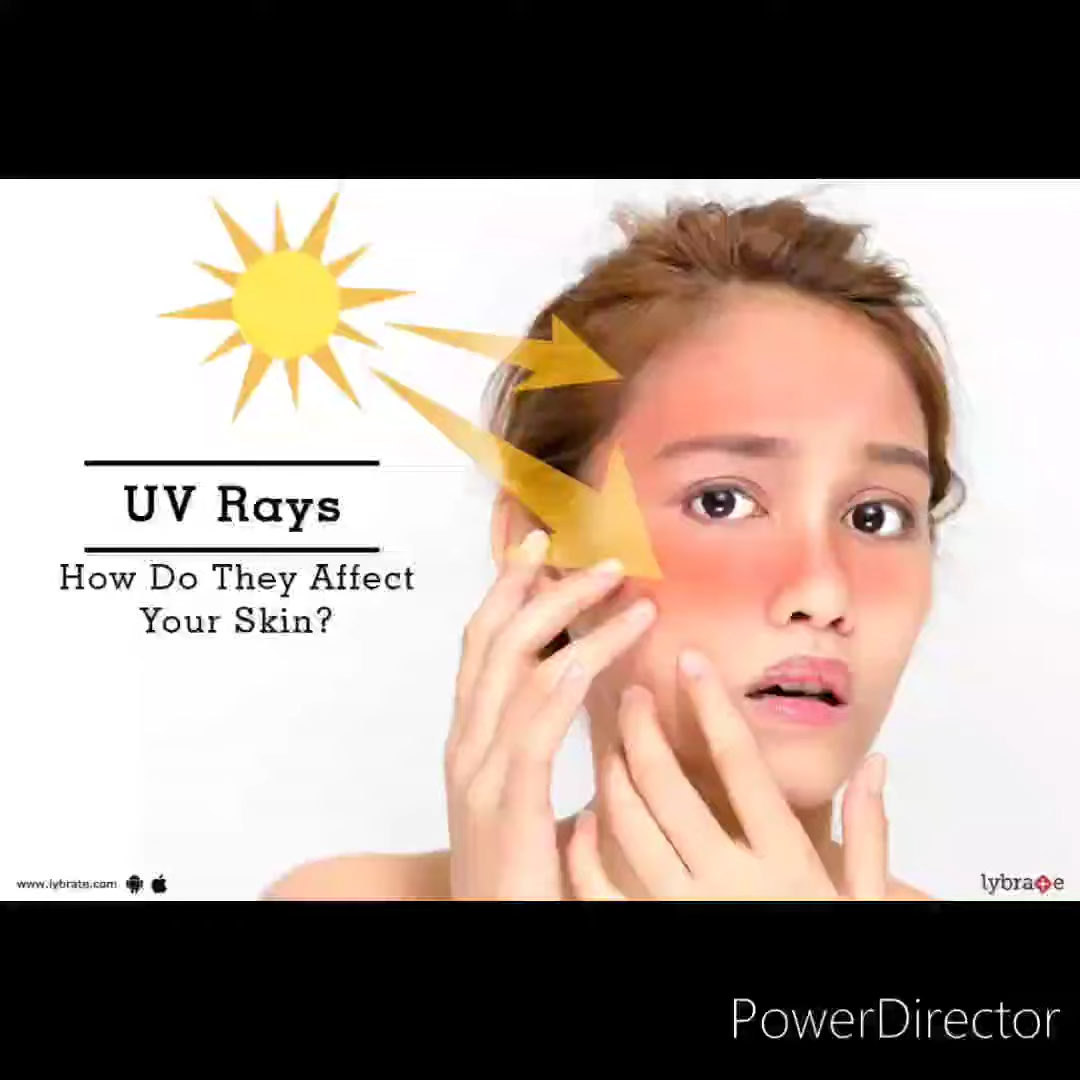 UV Rays
How Do They Affect
Your Skin?
www.lybrate.com
lybrate
PowerDirector